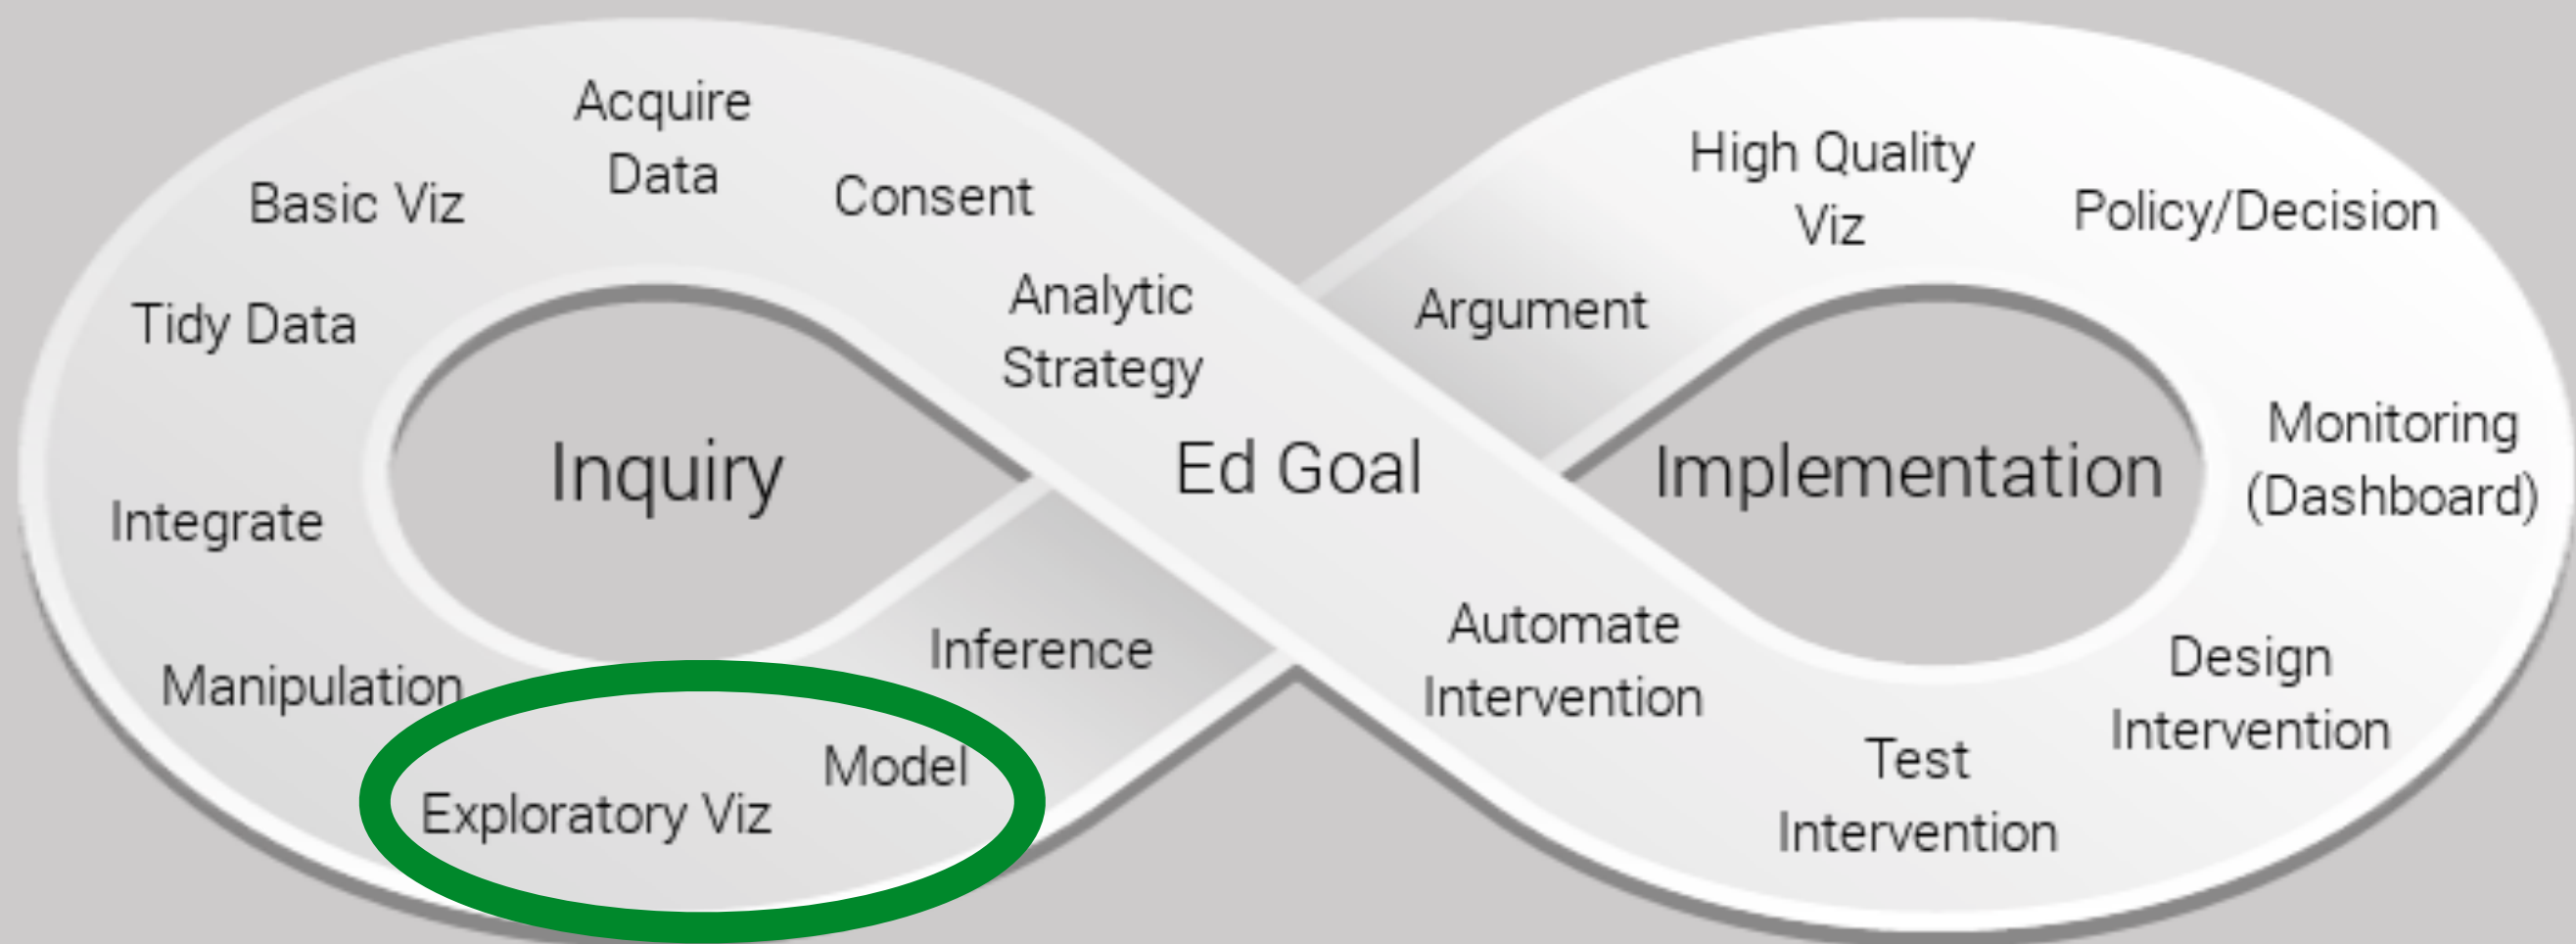 Acquire
Data
Consent
Basic Viz
Tidy Data
Analytic
Strategy
Integrate
Inquiry
Ed Goal
Manipulation
Inference
Exploratory Viz
Model
High Quality
Viz
Policy/Decision
Argument
Implementation
Monitoring
(Dashboard)
Automate
Intervention
Design
Intervention
Test
Intervention